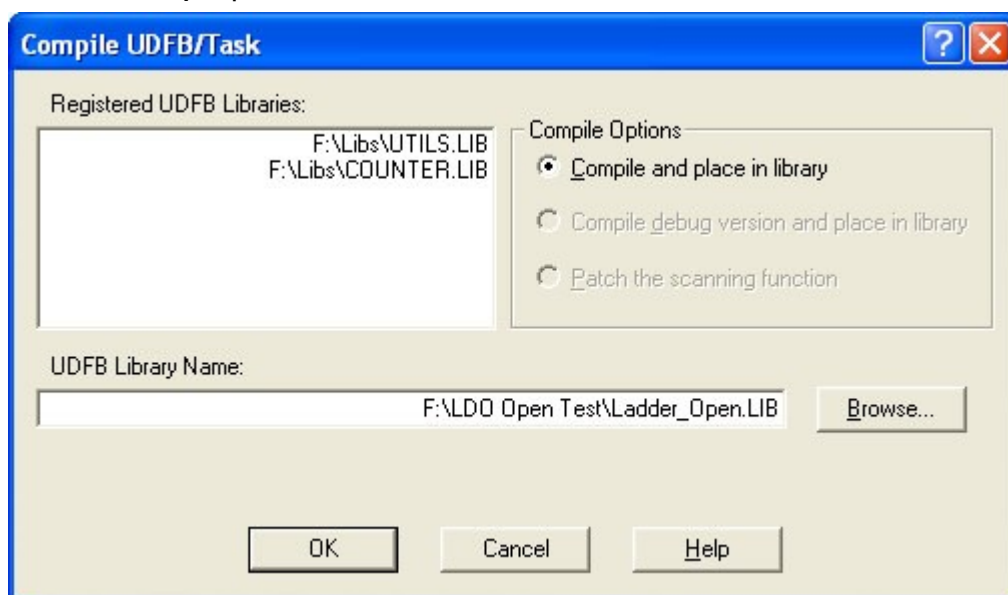 Compile UDFB/Task
Registered UDFB Libraries:
F:\Libs\UTILS.LIB
F:\Libs\COUNTER.LIB
Compile Options
Compile and place in library
Compile debug version and place in library
Patch the scanning function
UDFB Library Name:
F:\LDO Open Test\Ladder_Open.LIB
Browse...
OK
Cancel
Help